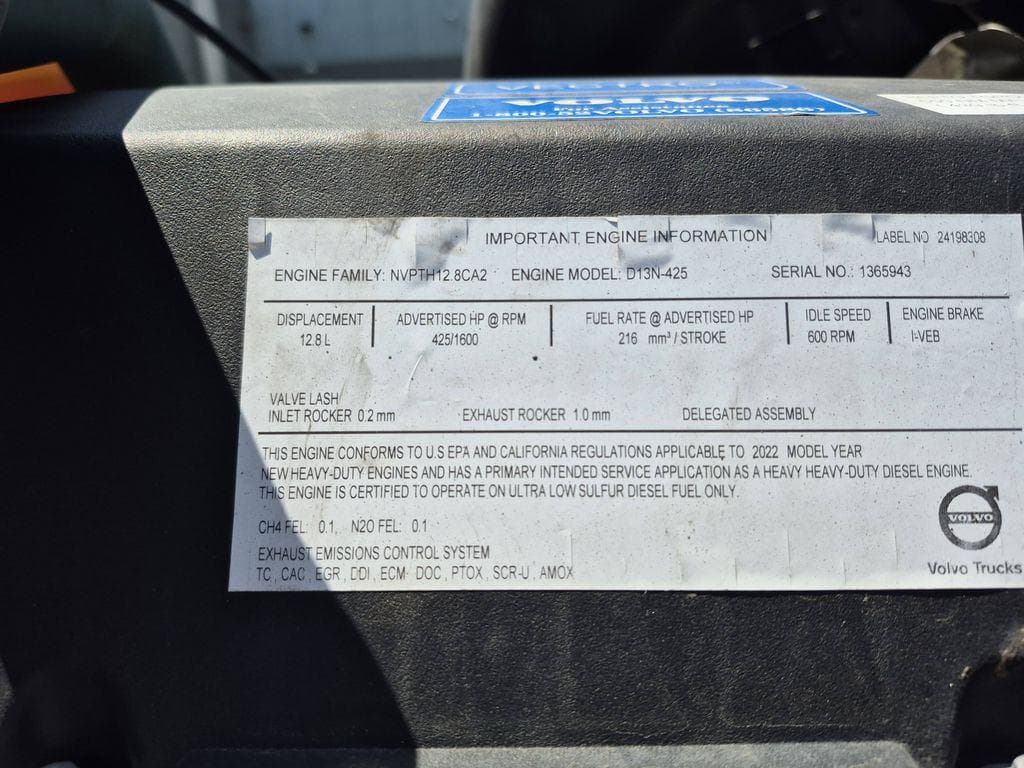 VOLVO
1-800-52VOLVO (86586)
IMPORTANT ENGINE INFORMATION
LABEL NO 24198308
ENGINE FAMILY: NVPTH12.8CA2 ENGINE MODEL: D13N-425 SERIAL NO.: 1365943
DISPLACEMENT ADVERTISED HP @ RPM FUEL RATE @ ADVERTISED HP IDLE SPEED ENGINE BRAKE
12.8 L 425/1600 216 mm³ / STROKE 600 RPM I-VEB
VALVE LASH
INLET ROCKER 0.2 mm EXHAUST ROCKER 1.0 mm DELEGATED ASSEMBLY
THIS ENGINE CONFORMS TO U.S EPA AND CALIFORNIA REGULATIONS APPLICABLE TO 2022 MODEL YEAR
NEW HEAVY-DUTY ENGINES AND HAS A PRIMARY INTENDED SERVICE APPLICATION AS A HEAVY HEAVY-DUTY DIESEL ENGINE.
THIS ENGINE IS CERTIFIED TO OPERATE ON ULTRA LOW SULFUR DIESEL FUEL ONLY.
CH4 FEL: 0.1, N2O FEL: 0.1
EXHAUST EMISSIONS CONTROL SYSTEM
TC , CAC , EGR , DDI , ECM DOC , PTOX , SCR-U , AMOX
VOLVO
Volvo Trucks